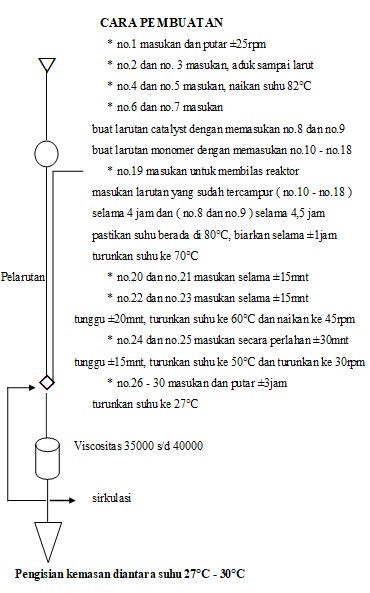 CARA PEMBUATAN
* no.1 masukan dan putar ±25rpm
* no.2 dan no. 3 masukan, aduk sampai larut
* no.4 dan no.5 masukan, naikan suhu 82°C
* no.6 dan no.7 masukan
buat larutan catalyst dengan memasukan no.8 dan no.9
buat larutan monomer dengan memasukan no.10 - no.18
* no.19 masukan untuk membilas reaktor
masukan larutan yang sudah tercampur ( no.10 - no.18 )
selama 4 jam dan ( no.8 dan no.9 ) selama 4,5 jam
pastikan suhu berada di 80°C, biarkan selama ±1jam
turunkan suhu ke 70°C
Pelarutan
* no.20 dan no.21 masukan selama ±15mnt
* no.22 dan no.23 masukan selama ±15mnt
tunggu ±20mnt, turunkan suhu ke 60°C dan naikan ke 45rpm
* no.24 dan no.25 masukan secara perlahan ±30mnt
tunggu ±15mnt, turunkan suhu ke 50°C dan turunkan ke 30rpm
* no.26 - 30 masukan dan putar ±3jam
turunkan suhu ke 27°C
Viscositas 35000 s/d 40000
sirkulasi
Pengisian kemasan diantara suhu 27°C - 30°C